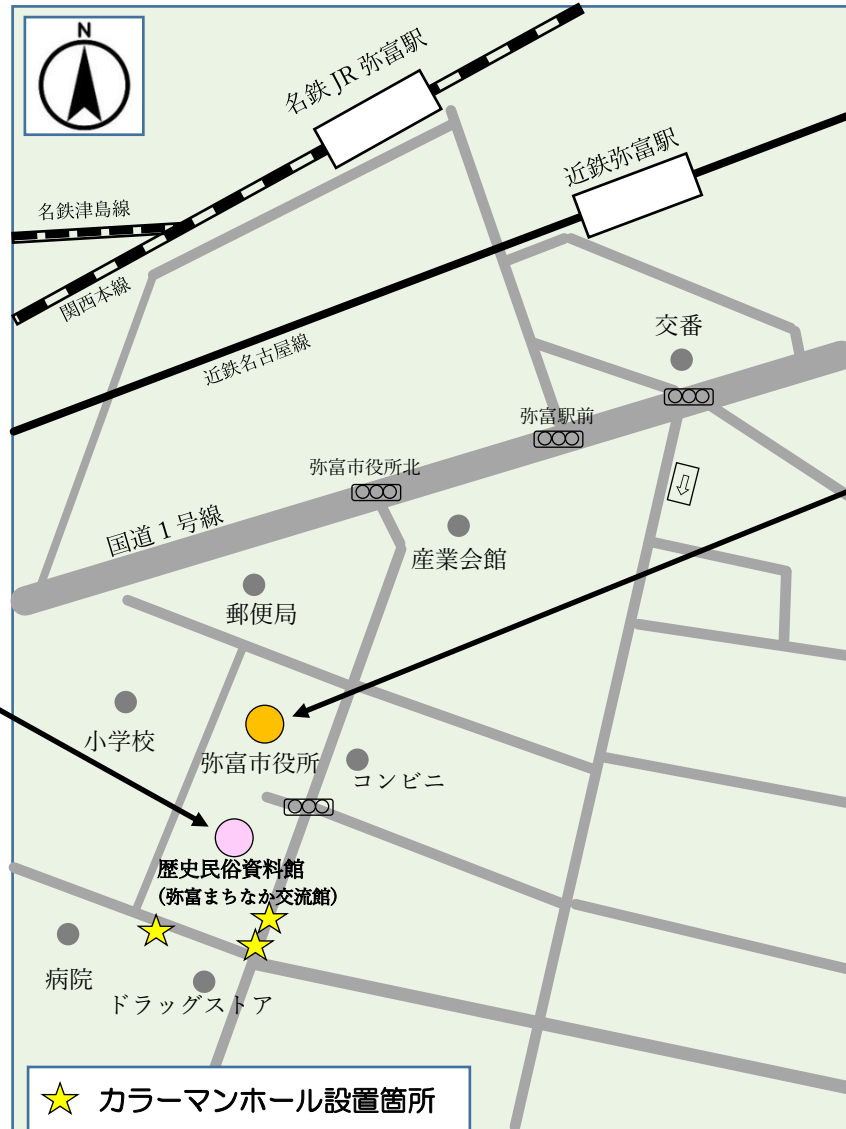 N
名鉄 JR 弥富駅
近鉄弥富駅
名鉄津島線
関西本線
近鉄名古屋線
交番
弥富駅前
弥富市役所北
国道 1 号線
産業会館
郵便局
小学校
弥富市役所
コンビニ
歴史民俗資料館
(弥富まちなか交流館)
病院
ドラッグストア
カラーマンホール設置箇所